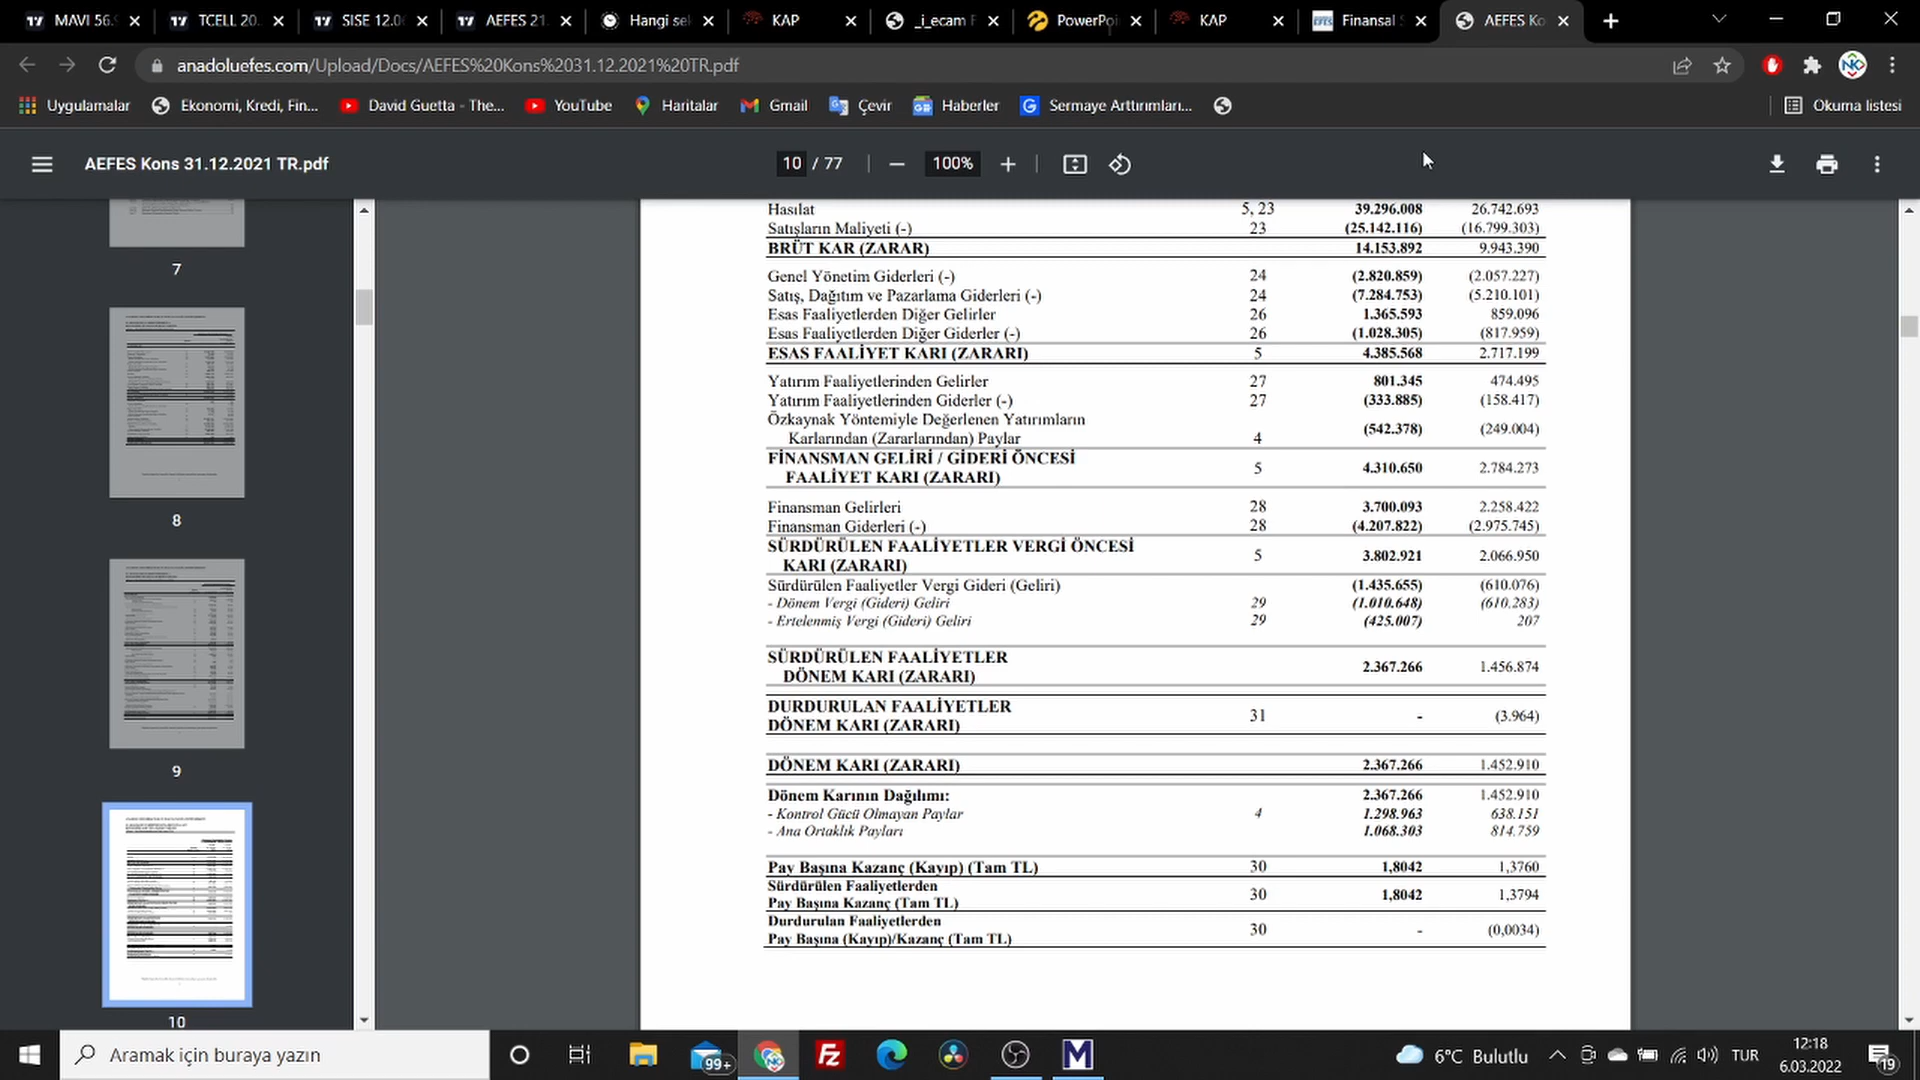 MAVI 56.
TCELL 20.
SISE 12.0
AEFES 21.
Hangi sek
KAP
_i_ecam F
PowerPoi
KAP
Finansal
AEFES Ko
anadoluefes.com/Upload/Docs/AEFES%20Kons%2031.12.2021%20TR.pdf
Uygulamalar
Ekonomi, Kredi, Fin...
David Guetta - The...
YouTube
Haritalar
Gmail
Çevir
Haberler
Sermaye Arttırımları...
Okuma listesi
AEFES Kons 31.12.2021 TR.pdf
10 / 77
100%
7
8
9
10
Hasılat 5, 23 39.296.008 26.742.693
Satışların Maliyeti (-) 23 (25.142.116) (16.799.303)
BRÜT KAR (ZARAR) 14.153.892 9.943.390
Genel Yönetim Giderleri (-) 24 (2.820.859) (2.057.227)
Satış, Dağıtım ve Pazarlama Giderleri (-) 24 (7.284.753) (5.210.101)
Esas Faaliyetlerden Diğer Gelirler 26 1.365.593 859.096
Esas Faaliyetlerden Diğer Giderler (-) 26 (1.028.305) (817.959)
ESAS FAALİYET KARI (ZARARI) 5 4.385.568 2.717.199
Yatırım Faaliyetlerinden Gelirler 27 801.345 474.495
Yatırım Faaliyetlerinden Giderler (-) 27 (333.885) (158.417)
Özkaynak Yöntemiyle Değerlenen Yatırımların
Karlarından (Zararlarından) Paylar 4 (542.378) (249.004)
FİNANSMAN GELİRİ / GİDERİ ÖNCESİ
FAALİYET KARI (ZARARI) 5 4.310.650 2.784.273
Finansman Gelirleri 28 3.700.093 2.258.422
Finansman Giderleri (-) 28 (4.207.822) (2.975.745)
SÜRDÜRÜLEN FAALİYETLER VERGİ ÖNCESİ
KARI (ZARARI) 5 3.802.921 2.066.950
Sürdürülen Faaliyetler Vergi Gideri (Geliri) (1.435.655) (610.076)
- Dönem Vergi (Gideri) Geliri 29 (1.010.648) (610.283)
- Ertelenmiş Vergi (Gideri) Geliri 29 (425.007) 207
SÜRDÜRÜLEN FAALİYETLER
DÖNEM KARI (ZARARI) 2.367.266 1.456.874
DURDURULAN FAALİYETLER
DÖNEM KARI (ZARARI) 31 - (3.964)
DÖNEM KARI (ZARARI) 2.367.266 1.452.910
Dönem Karının Dağılımı: 2.367.266 1.452.910
- Kontrol Gücü Olmayan Paylar 4 1.298.963 638.151
- Ana Ortaklık Payları 1.068.303 814.759
Pay Başına Kazanç (Kayıp) (Tam TL) 30 1,8042 1,3760
Sürdürülen Faaliyetlerden
Pay Başına Kazanç (Tam TL) 30 1,8042 1,3794
Durdurulan Faaliyetlerden
Pay Başına (Kayıp)/Kazanç (Tam TL) 30 - (0,0034)
Aramak için buraya yazın
99+
6°C Bulutlu
TUR
12:18
6.03.2022
19